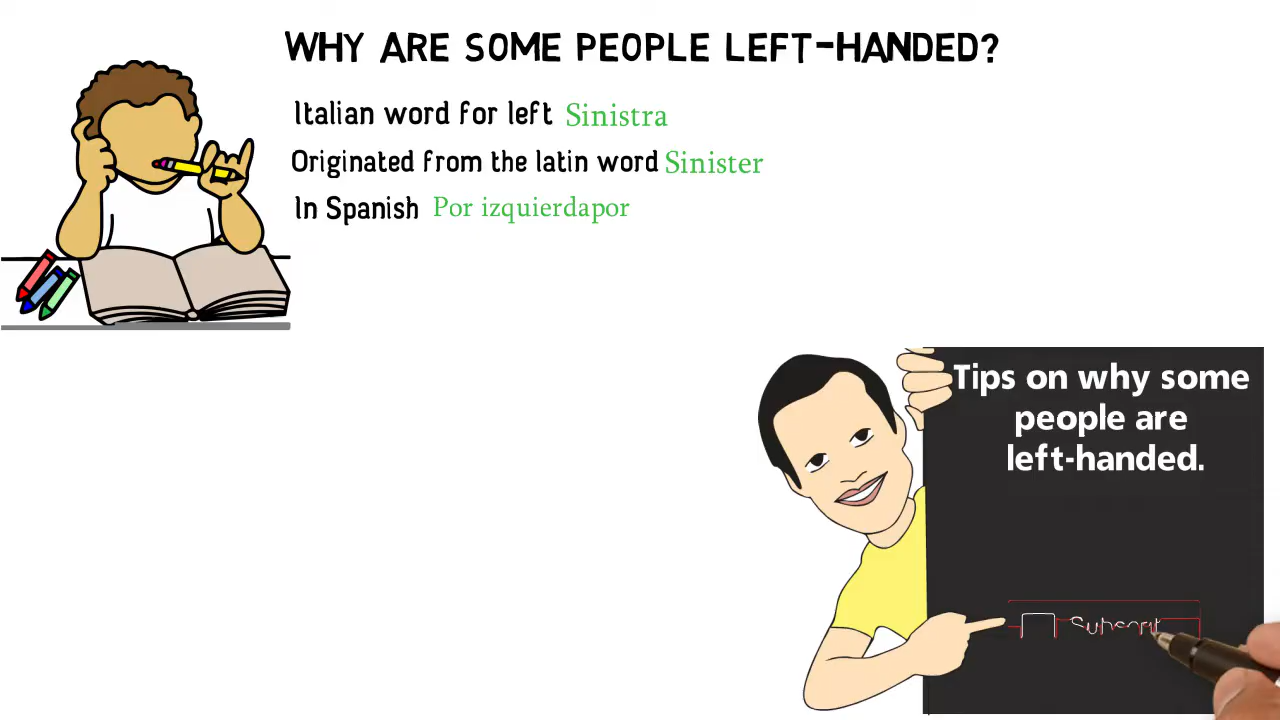 WHY ARE SOME PEOPLE LEFT-HANDED?
Italian word for left Sinistra
Originated from the latin word Sinister
In Spanish Por izquierdapor
Tips on why some
people are
left-handed.